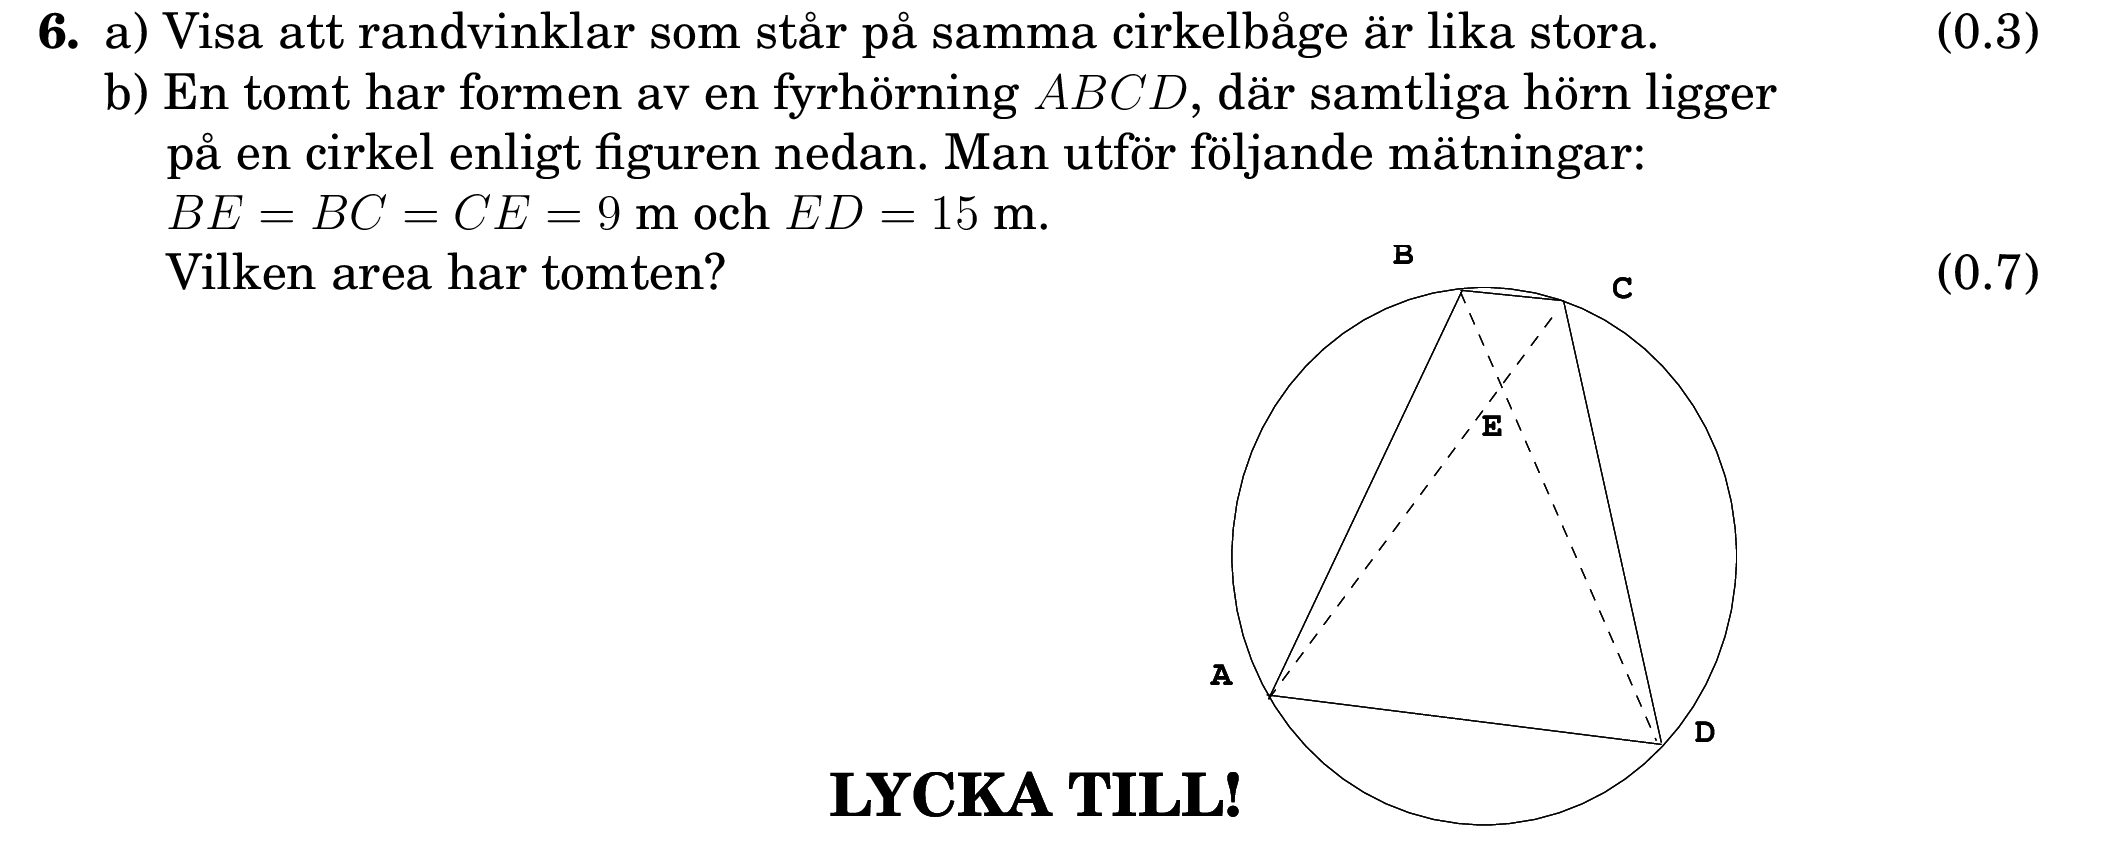 6. a) Visa att randvinklar som står på samma cirkelbåge är lika stora. (0.3)
b) En tomt har formen av en fyrhörning ABCD, där samtliga hörn ligger
på en cirkel enligt figuren nedan. Man utför följande mätningar:
BE = BC = CE = 9 m och ED = 15 m.
Vilken area har tomten? (0.7)
B
C
E
A
D
LYCKA TILL!